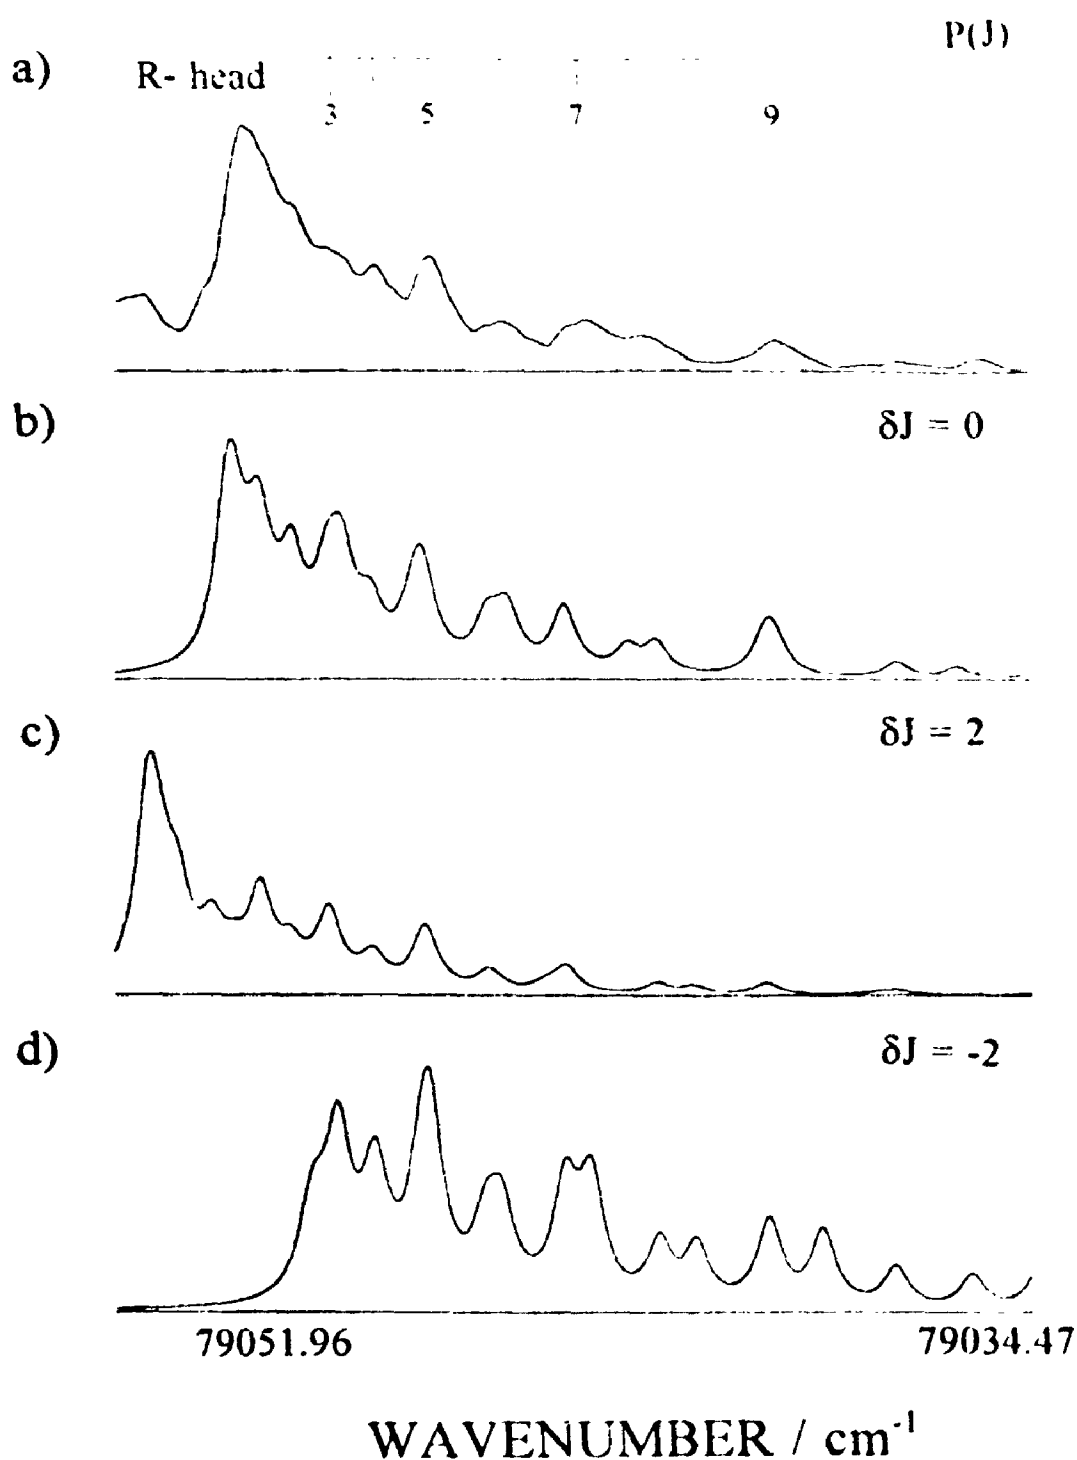 P(J)
a)
R- head
3 5 7 9
b)
δJ = 0
c)
δJ = 2
d)
δJ = -2
79051.96 79034.47
WAVENUMBER / cm⁻¹